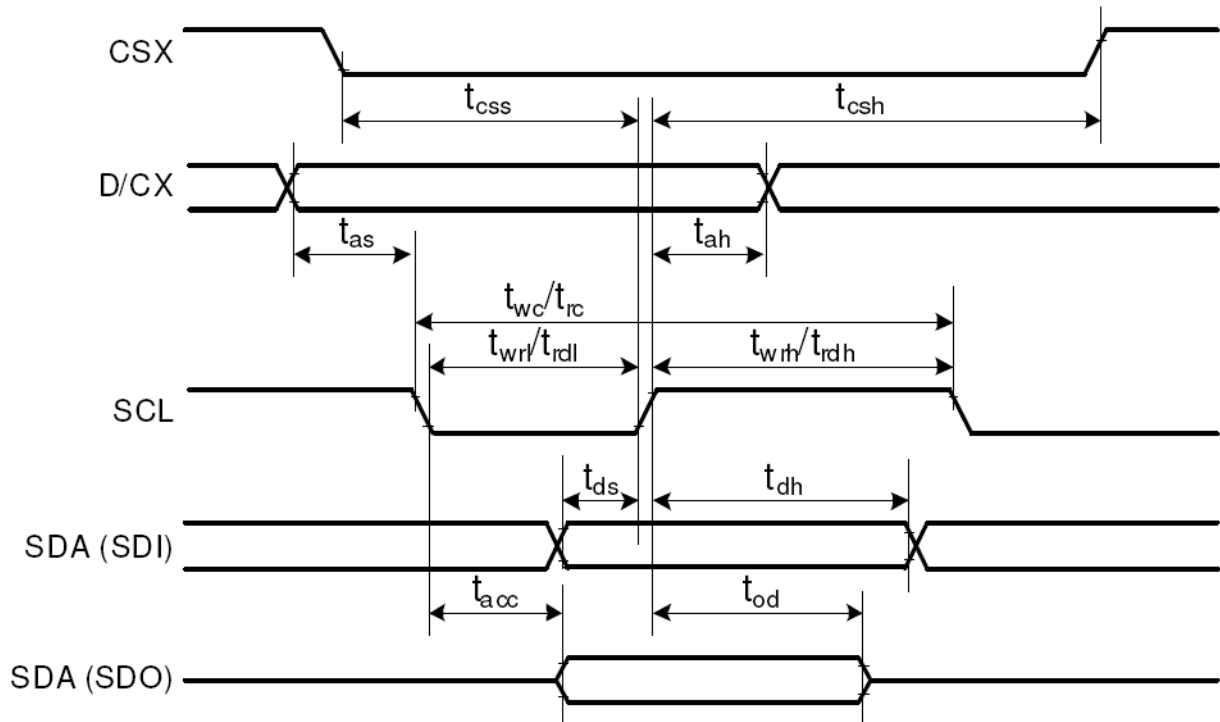 CSX
t_css t_csh
D/CX
t_as t_ah
t_wc/t_rc
t_wrl/t_rdl t_wrh/t_rdh
SCL
t_ds t_dh
SDA (SDI)
t_acc t_od
SDA (SDO)